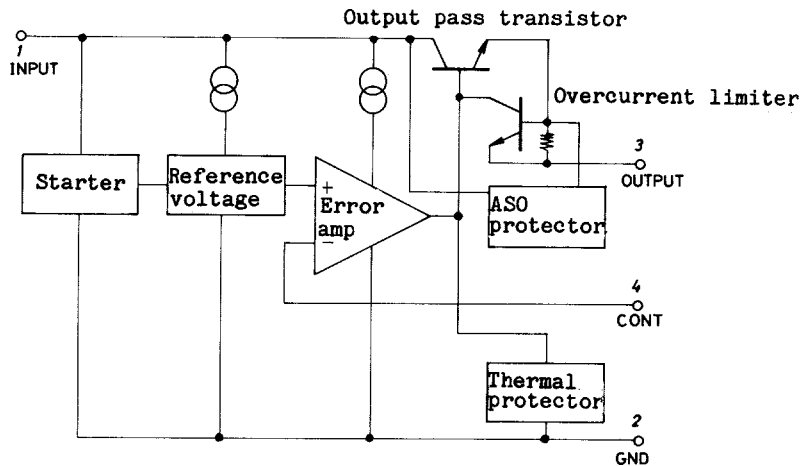 Output pass transistor
1
INPUT
Overcurrent limiter
3
OUTPUT
Starter
Reference
voltage
+
Error
amp
−
ASO
protector
4
CONT
Thermal
protector
2
GND